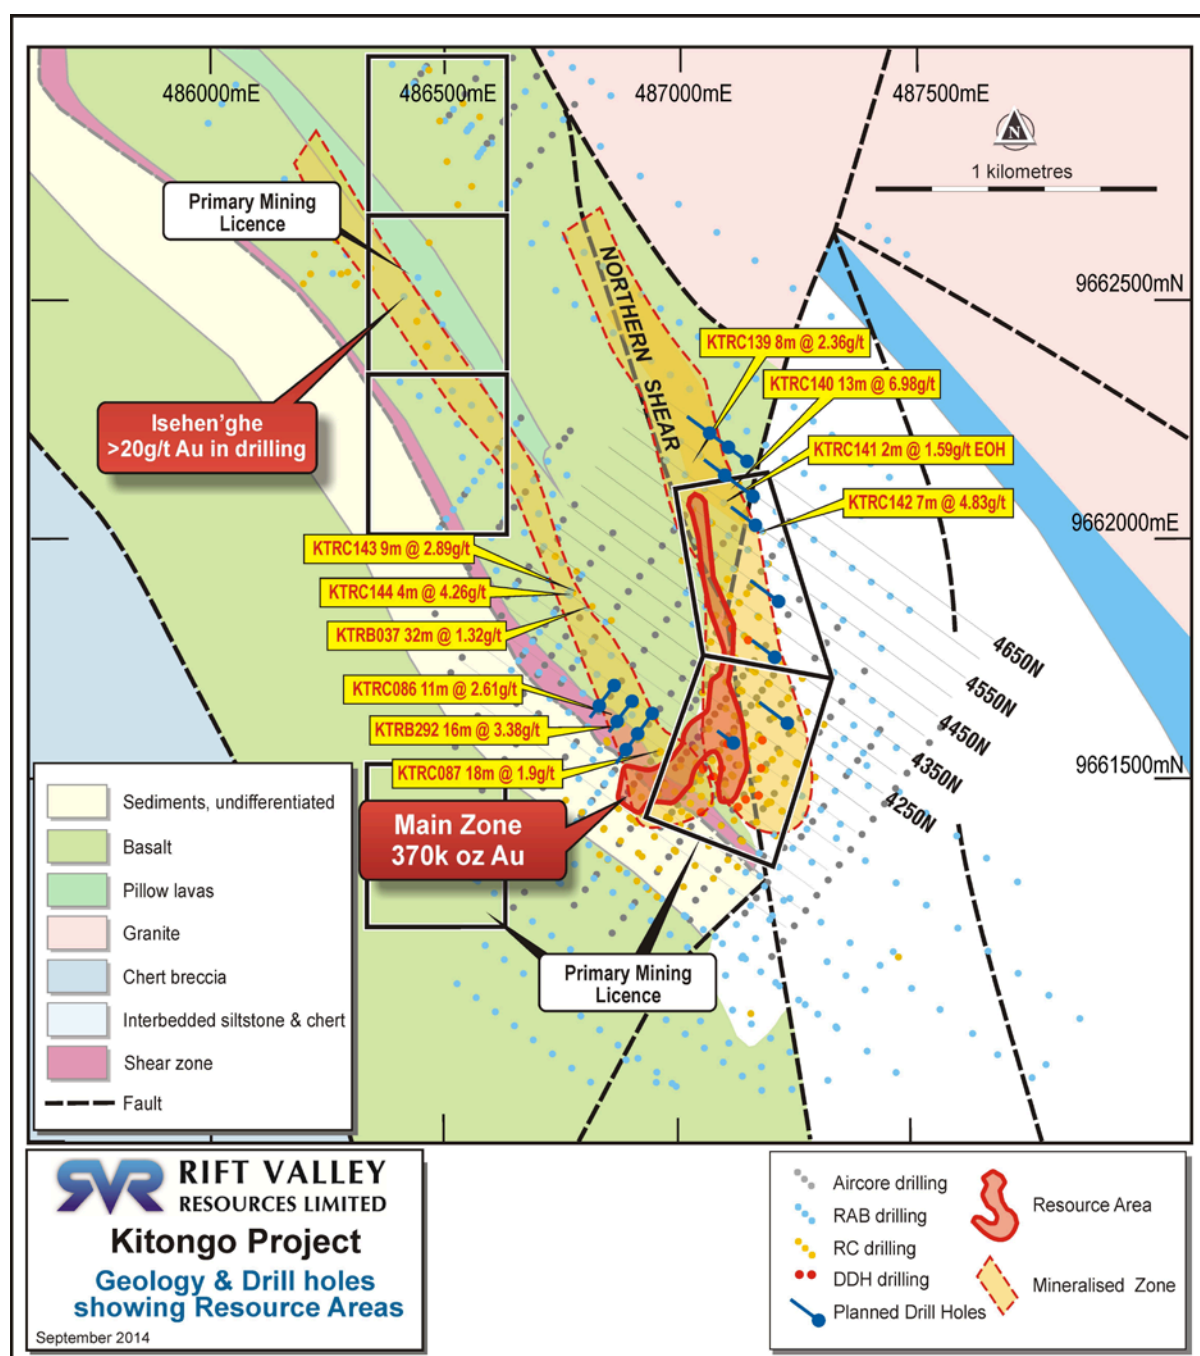 486000mE
486500mE
487000mE
487500mE
N
1 kilometres
Primary Mining
Licence
NORTHERN SHEAR
9662500mN
KTRC139 8m @ 2.36g/t
KTRC140 13m @ 6.98g/t
Isehen'ghe
>20g/t Au in drilling
KTRC141 2m @ 1.59g/t EOH
KTRC142 7m @ 4.83g/t
9662000mE
KTRC143 9m @ 2.89g/t
KTRC144 4m @ 4.26g/t
KTRB037 32m @ 1.32g/t
4650N
4550N
4450N
4350N
4250N
KTRC086 11m @ 2.61g/t
KTRB292 16m @ 3.38g/t
KTRC087 18m @ 1.9g/t
9661500mN
Main Zone
370k oz Au
Primary Mining
Licence
Sediments, undifferentiated
Basalt
Pillow lavas
Granite
Chert breccia
Interbedded siltstone & chert
Shear zone
Fault
SVR RIFT VALLEY
RESOURCES LIMITED
Kitongo Project
Geology & Drill holes
showing Resource Areas
September 2014
Aircore drilling
RAB drilling
RC drilling
DDH drilling
Planned Drill Holes
Resource Area
Mineralised Zone